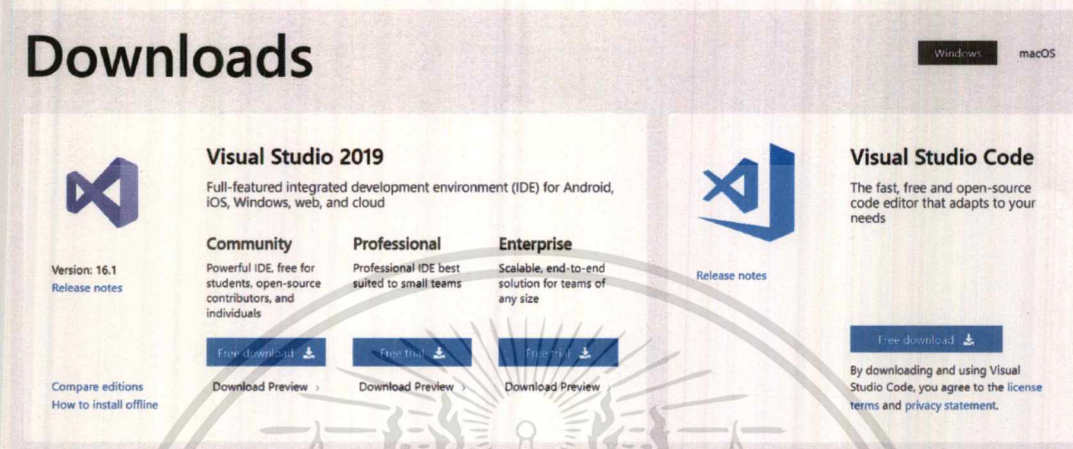 Downloads
Windows
macOS
Visual Studio 2019
Full-featured integrated development environment (IDE) for Android,
iOS, Windows, web, and cloud
Version: 16.1
Release notes
Compare editions
How to install offline
Community
Powerful IDE, free for
students, open-source
contributors, and
individuals
Free download
Download Preview
Professional
Professional IDE best
suited to small teams
Free trial
Download Preview
Enterprise
Scalable, end-to-end
solution for teams of
any size
Free trial
Download Preview
Release notes
Visual Studio Code
The fast, free and open-source
code editor that adapts to your
needs
Free download
By downloading and using Visual
Studio Code, you agree to the license
terms and privacy statement.